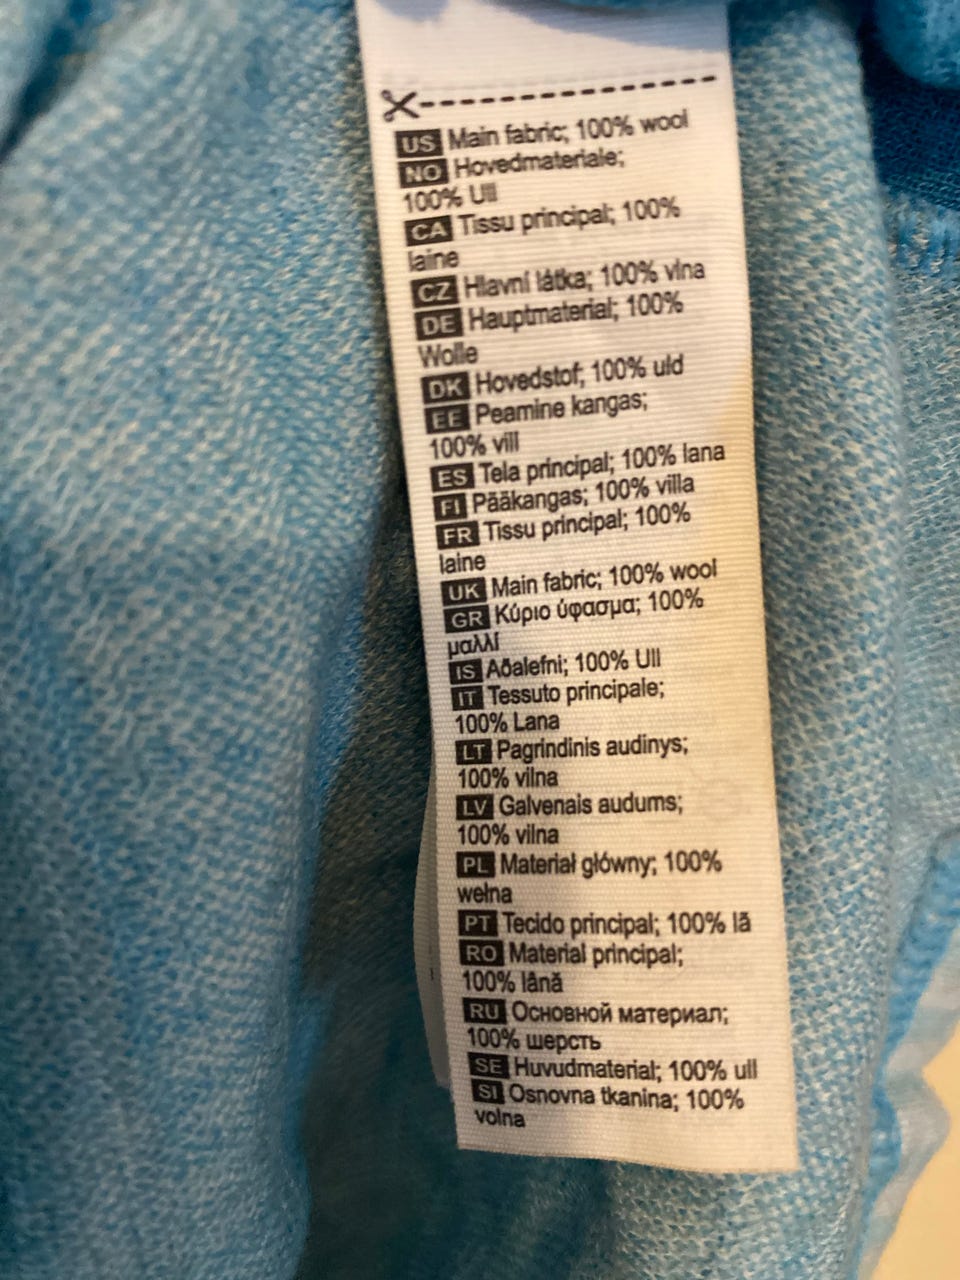 US Main fabric; 100% wool
NO Hovedmateriale;
100% Ull
CA Tissu principal; 100%
laine
CZ Hlavní látka; 100% vlna
DE Hauptmaterial; 100%
Wolle
DK Hovedstof; 100% uld
EE Peamine kangas;
100% vill
ES Tela principal; 100% lana
FI Pääkangas; 100% villa
FR Tissu principal; 100%
laine
UK Main fabric; 100% wool
GR Κύριο ύφασμα; 100%
μαλλί
IS Aðalefni; 100% Ull
IT Tessuto principale;
100% Lana
LT Pagrindinis audinys;
100% vilna
LV Galvenais audums;
100% vilna
PL Materiał główny; 100%
wełna
PT Tecido principal; 100% lã
RO Material principal;
100% lână
RU Основной материал;
100% шерсть
SE Huvudmaterial; 100% ull
SI Osnovna tkanina; 100%
volna